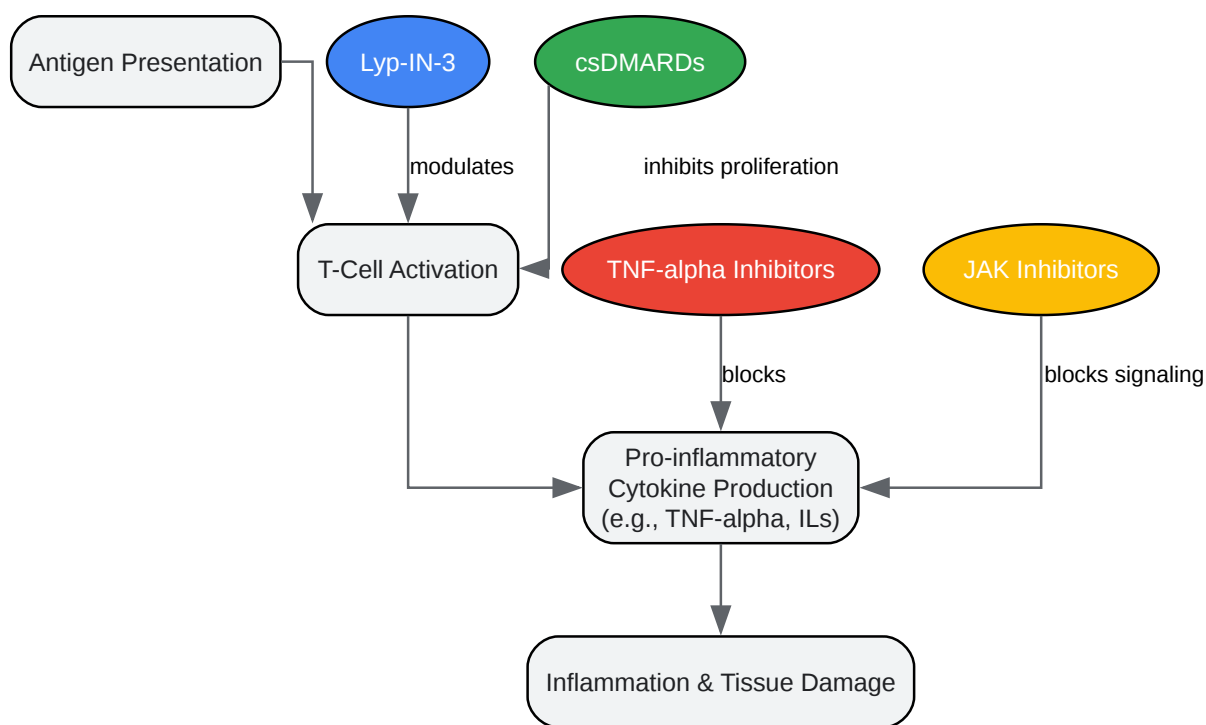 Antigen Presentation
Lyp-IN-3
csDMARDs
modulates
inhibits proliferation
T-Cell Activation
TNF-alpha Inhibitors
JAK Inhibitors
blocks
blocks signaling
Pro-inflammatory
Cytokine Production
(e.g., TNF-alpha, ILs)
Inflammation & Tissue Damage